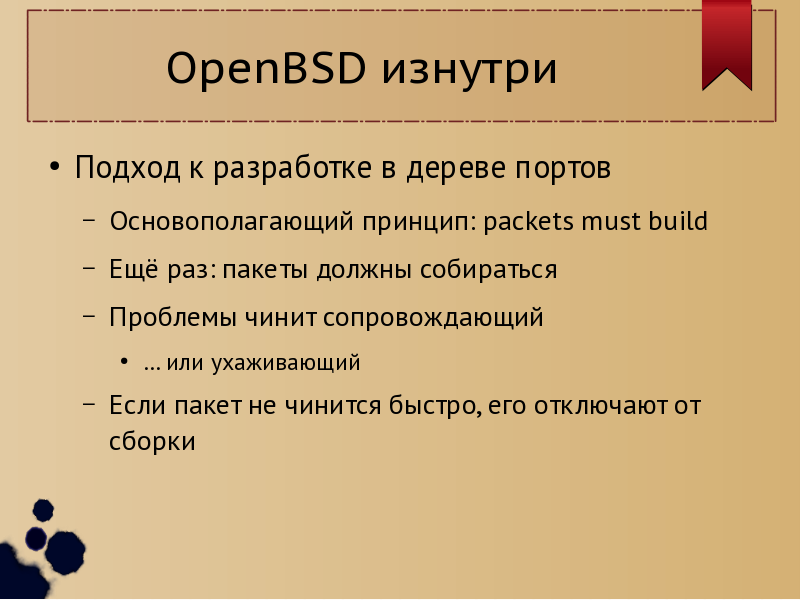 OpenBSD изнутри
• Подход к разработке в дереве портов
– Основополагающий принцип: packets must build
– Ещё раз: пакеты должны собираться
– Проблемы чинит сопровождающий
• ... или ухаживающий
– Если пакет не чинится быстро, его отключают от
сборки